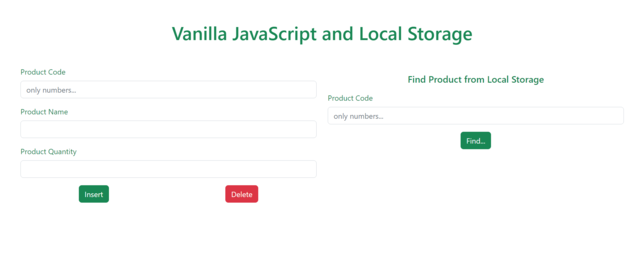 Vanilla JavaScript and Local Storage
Product Code
only numbers...
Product Name
Product Quantity
Insert
Delete
Find Product from Local Storage
Product Code
only numbers...
Find...